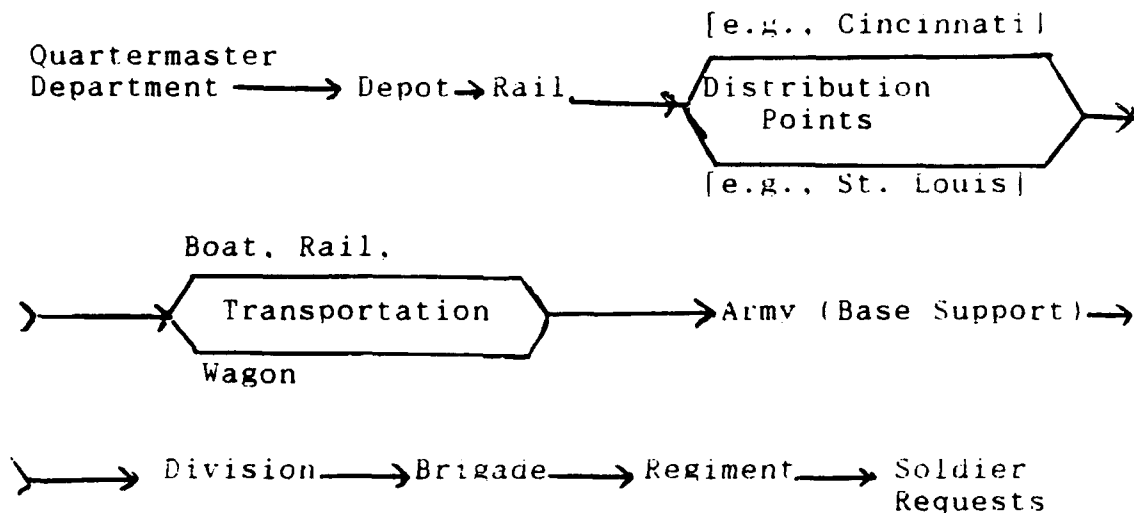 [e.g., Cincinnati]
Quartermaster
Department Depot Rail Distribution
Points
[e.g., St. Louis]
Boat, Rail,
Transportation Army (Base Support)
Wagon
Division Brigade Regiment Soldier
Requests